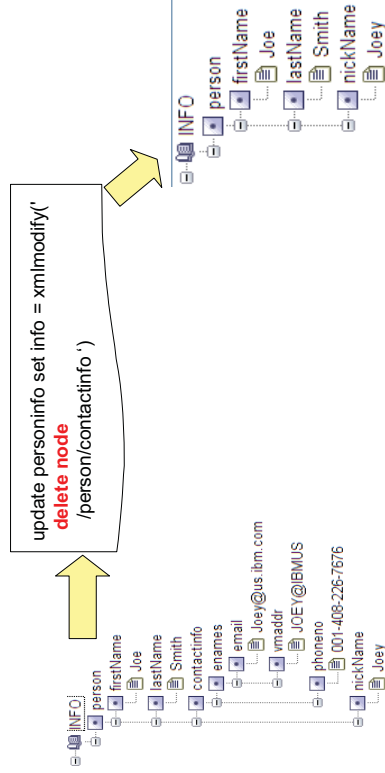 INFO
person
firstName
Joe
lastName
Smith
contactinfo
enames
email
Joey@us.ibm.com
vmaddr
JOEY@IBMUS
phoneno
001-408-226-7676
nickName
Joey
update personinfo set info = xmlmodify('
delete node
/person/contactinfo ‘)
INFO
person
firstName
Joe
lastName
Smith
nickName
Joey